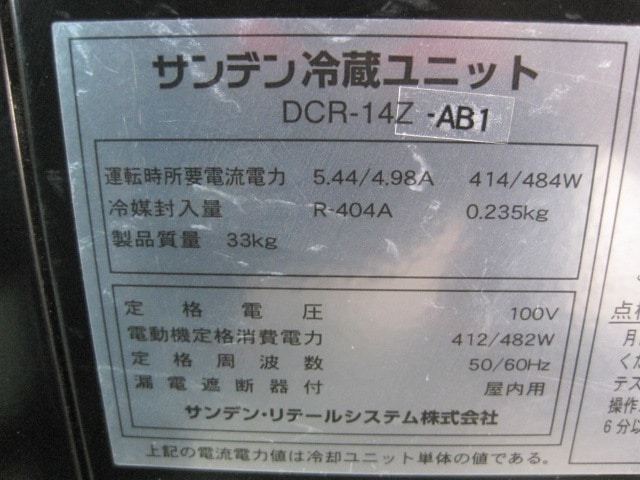 サンデン冷蔵ユニット
DCR-14Z -AB1
運転時所要電流電力 5.44/4.98A 414/484W
冷媒封入量 R-404A 0.235kg
製品質量 33kg
定格電圧 100V
電動機定格消費電力 412/482W
定格周波数 50/60Hz
漏電遮断器付 屋内用
サンデン・リテールシステム株式会社
上記の電流電力値は冷却ユニット単体の値である。
点検
月
くだ
テス
操作
6分以